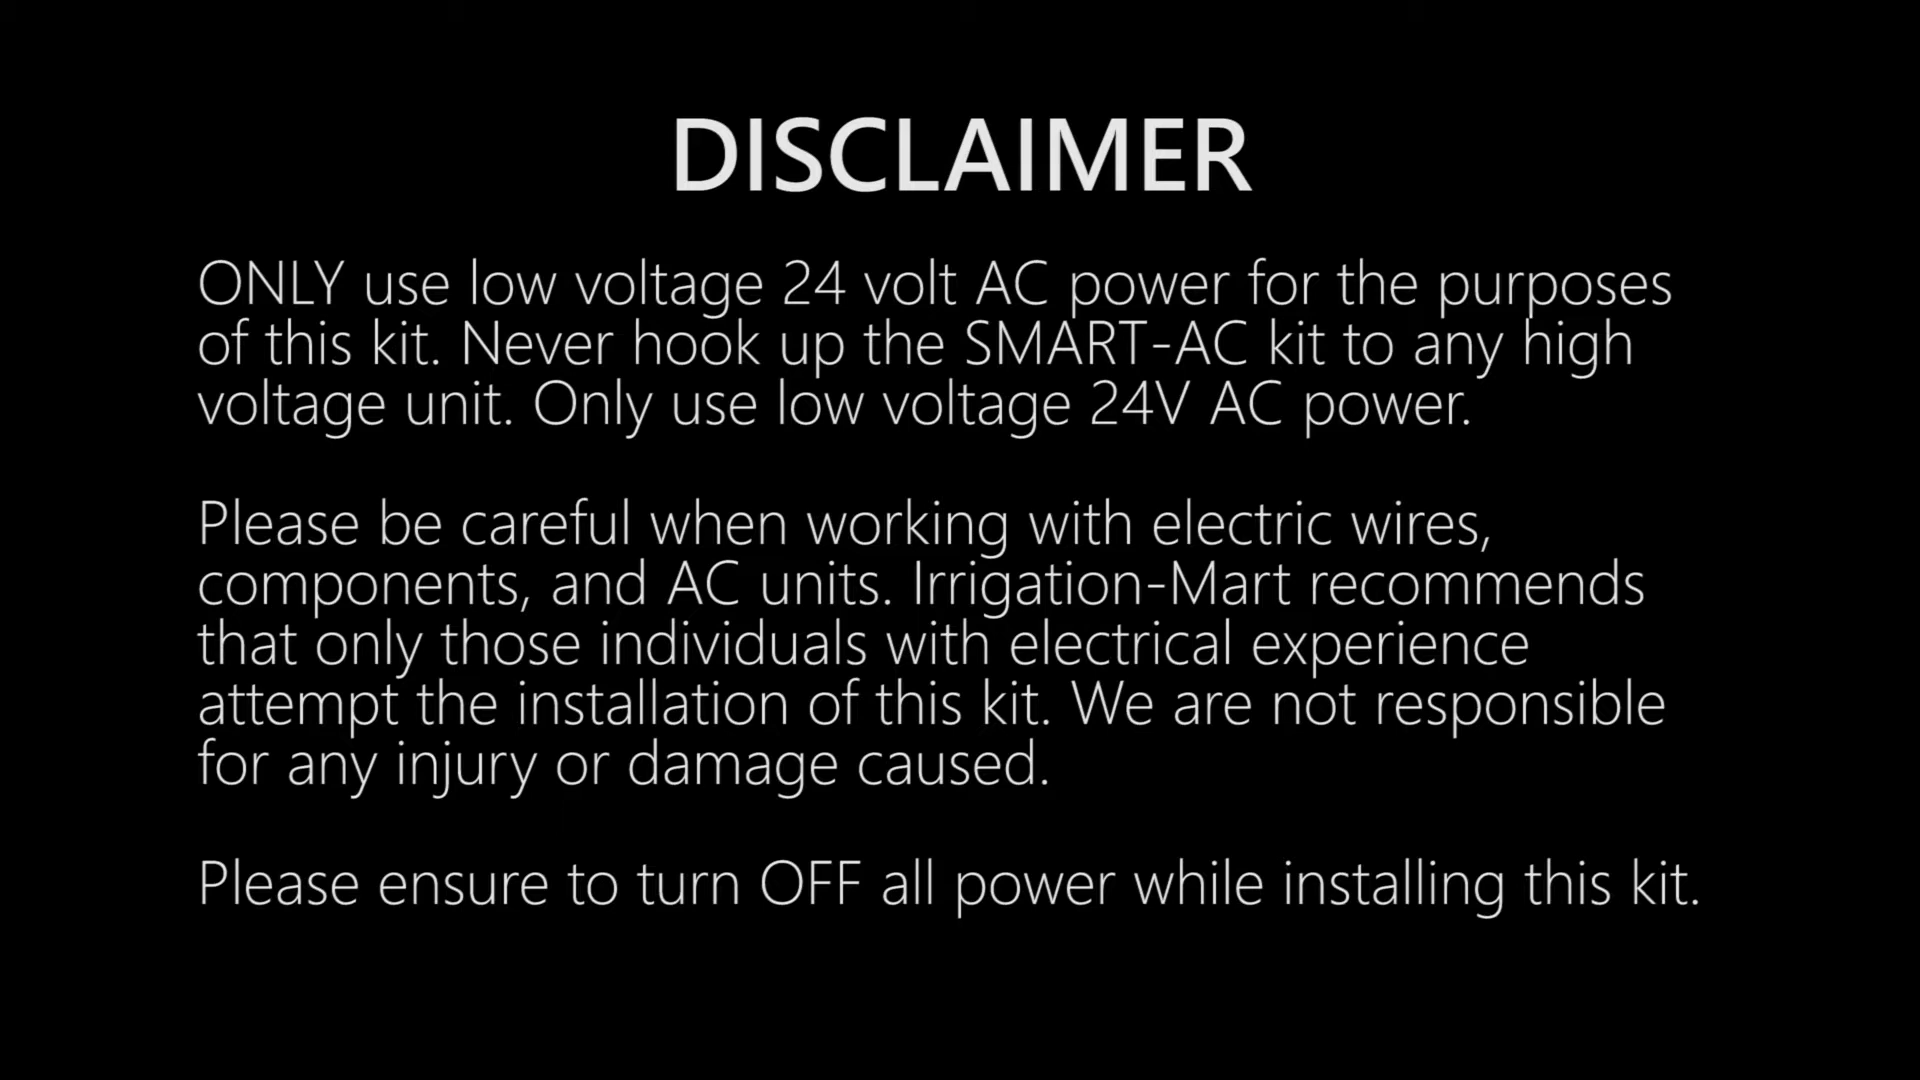 DISCLAIMER
ONLY use low voltage 24 volt AC power for the purposes
of this kit. Never hook up the SMART-AC kit to any high
voltage unit. Only use low voltage 24V AC power.
Please be careful when working with electric wires,
components, and AC units. Irrigation-Mart recommends
that only those individuals with electrical experience
attempt the installation of this kit. We are not responsible
for any injury or damage caused.
Please ensure to turn OFF all power while installing this kit.